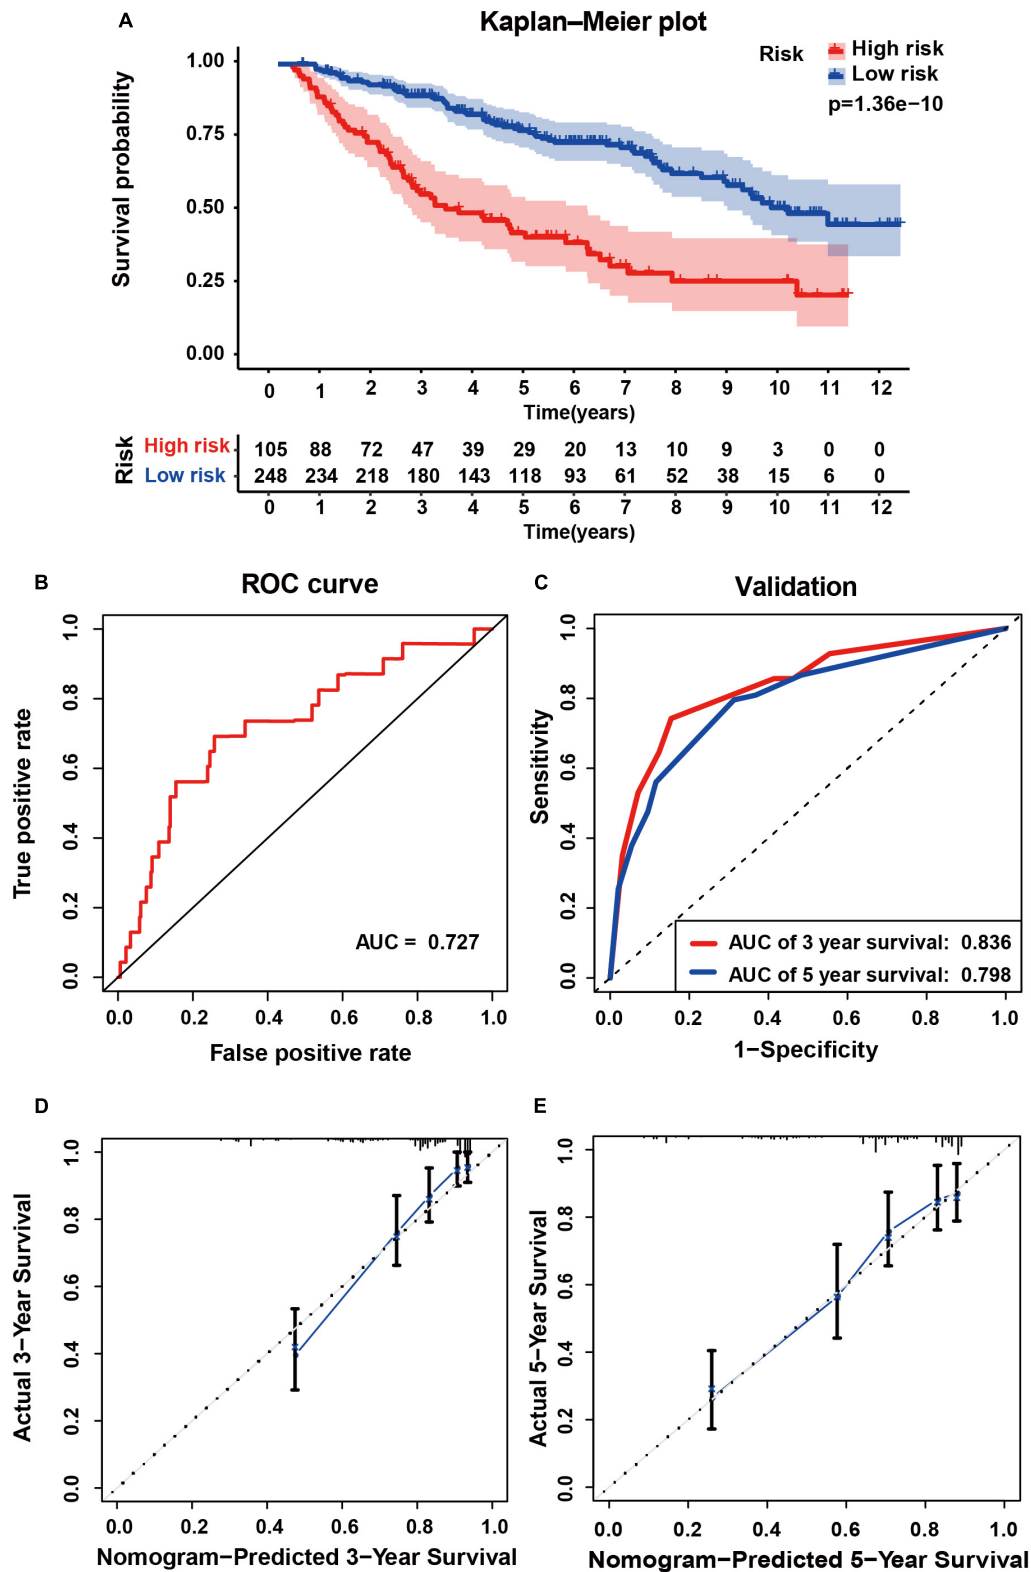 A
Kaplan–Meier plot
Risk
High risk
Low risk
p=1.36e−10
Survival probability
1.00
0.75
0.50
0.25
0.00
0 1 2 3 4 5 6 7 8 9 10 11 12
Time(years)
Risk
High risk 105 88 72 47 39 29 20 13 10 9 3 0 0
Low risk 248 234 218 180 143 118 93 61 52 38 15 6 0
0 1 2 3 4 5 6 7 8 9 10 11 12
Time(years)
B
ROC curve
True positive rate
1.0
0.8
0.6
0.4
0.2
0.0
AUC = 0.727
0.0 0.2 0.4 0.6 0.8 1.0
False positive rate
C
Validation
Sensitivity
1.0
0.8
0.6
0.4
0.2
0.0
AUC of 3 year survival: 0.836
AUC of 5 year survival: 0.798
0.0 0.2 0.4 0.6 0.8 1.0
1−Specificity
D
Actual 3−Year Survival
1.0
0.8
0.6
0.4
0.2
0.0
0.0 0.2 0.4 0.6 0.8 1.0
Nomogram−Predicted 3−Year Survival
E
Actual 5−Year Survival
1.0
0.8
0.6
0.4
0.2
0.0
0.0 0.2 0.4 0.6 0.8 1.0
Nomogram−Predicted 5−Year Survival